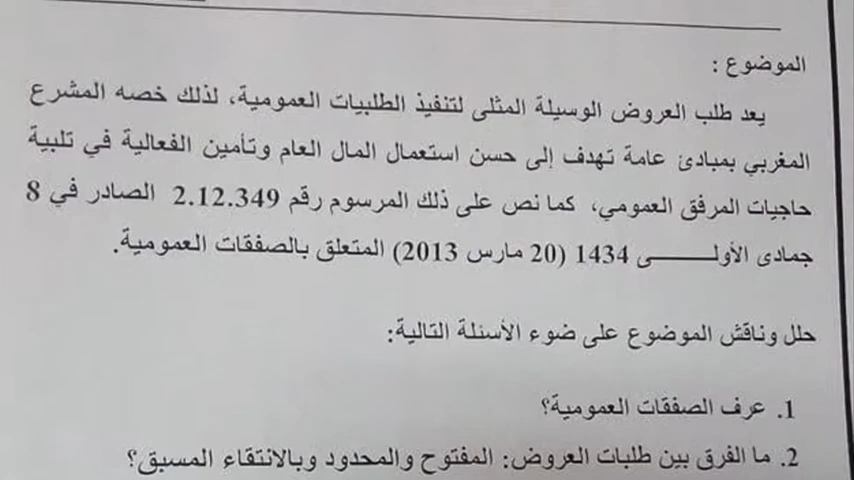 الموضوع :
يعد طلب العروض الوسيلة المثلى لتنفيذ الطلبيات العمومية، لذلك خصه المشرع
المغربي بمبادئ عامة تهدف إلى حسن استعمال المال العام وتأمين الفعالية في تلبية
حاجيات المرفق العمومي، كما نص على ذلك المرسوم رقم 2.12.349 الصادر في 8
جمادى الأولــــــى 1434 (20 مارس 2013) المتعلق بالصفقات العمومية.
حلل وناقش الموضوع على ضوء الأسئلة التالية:
1. عرف الصفقات العمومية؟
2. ما الفرق بين طلبات العروض: المفتوح والمحدود وبالانتقاء المسبق؟